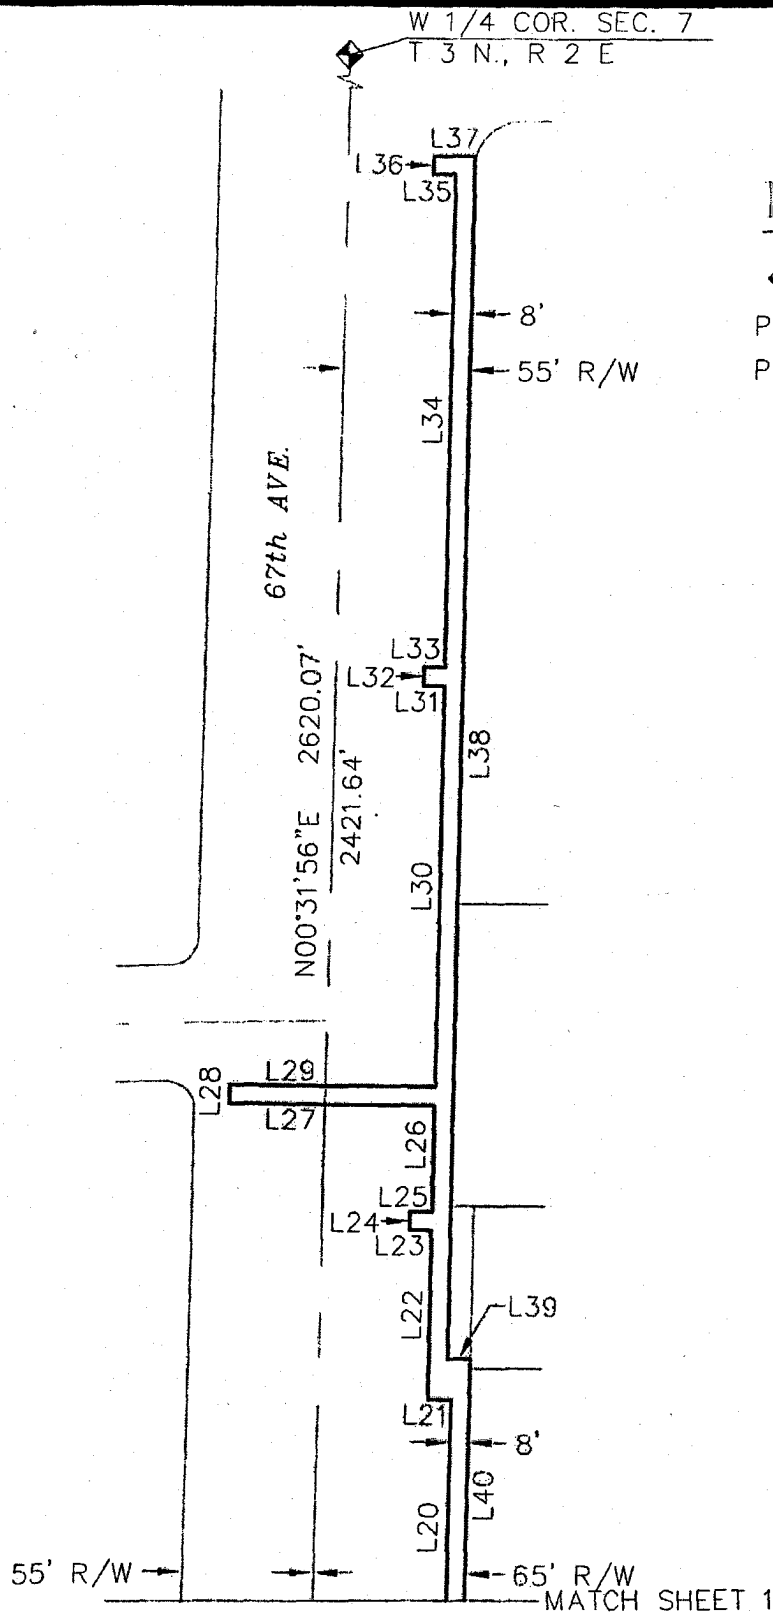 W 1/4 COR. SEC. 7
T 3 N., R 2 E
L37
L36
L35
8'
P
55' R/W
P
L34
67th AVE.
L33
L32
L31
N00°31'56"E 2620.07'
2421.64'
L38
L30
L29
L28
L27
L26
L25
L24
L23
L22
L39
L21
8'
L20
L40
55' R/W
65' R/W
MATCH SHEET 1